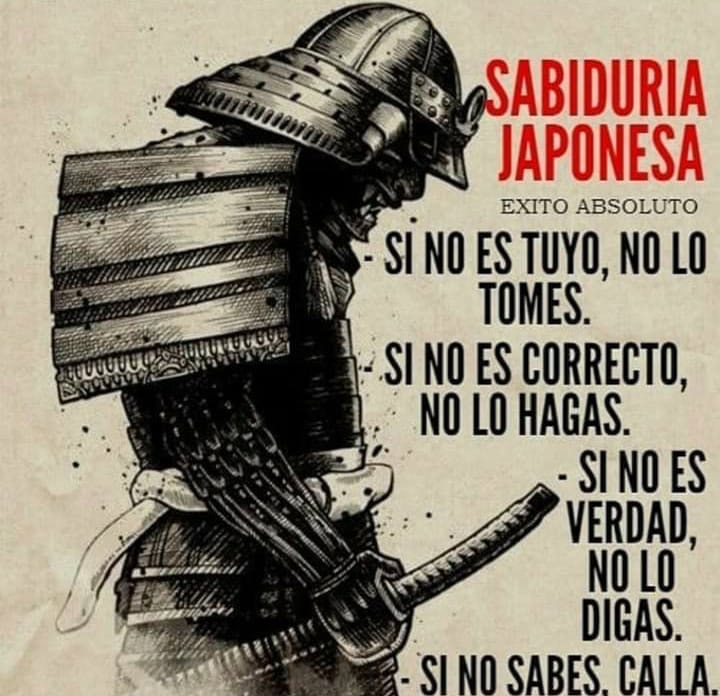 SABIDURIA
JAPONESA
EXITO ABSOLUTO
- SI NO ES TUYO, NO LO
TOMES.
- SI NO ES CORRECTO,
NO LO HAGAS.
- SI NO ES
VERDAD,
NO LO
DIGAS.
- SI NO SABES, CALLA.